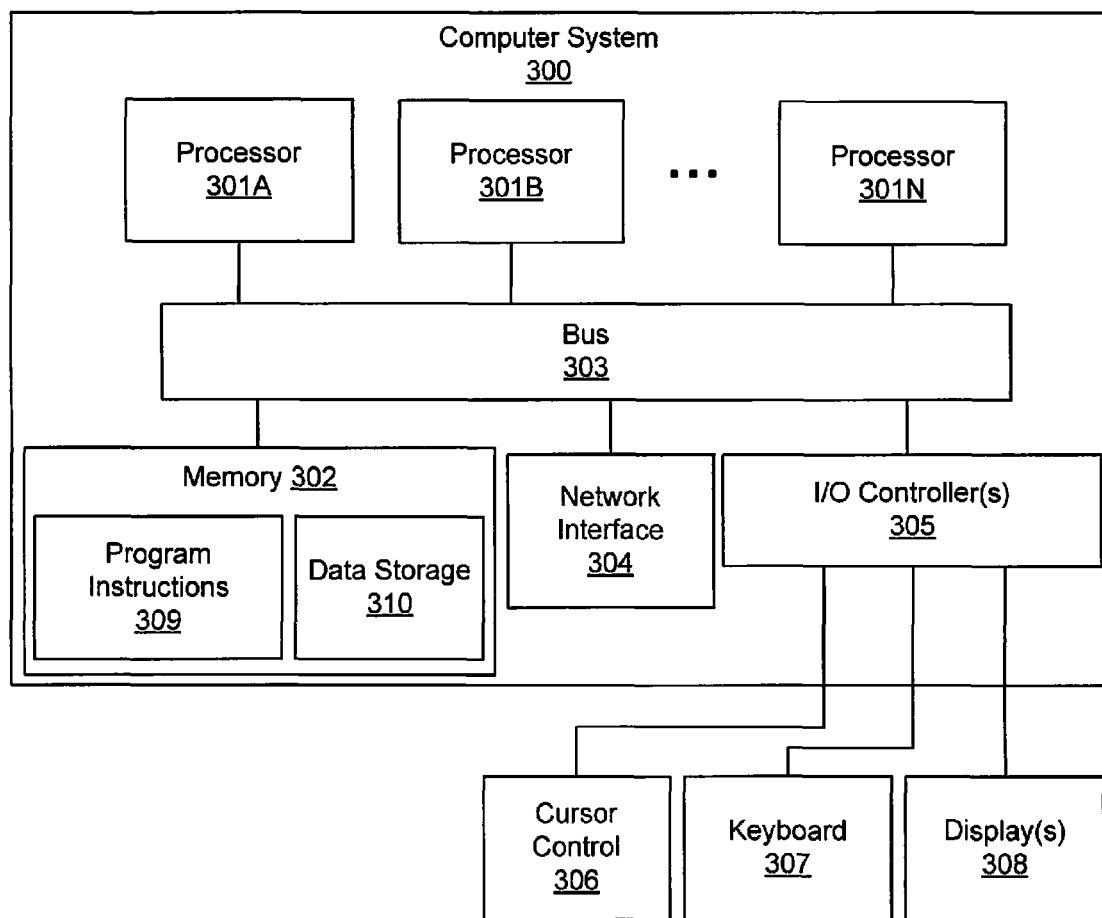 Computer System
300
Processor
301A
Processor
301B
...
Processor
301N
Bus
303
Memory 302
Program
Instructions
309
Data Storage
310
Network
Interface
304
I/O Controller(s)
305
Cursor
Control
306
Keyboard
307
Display(s)
308